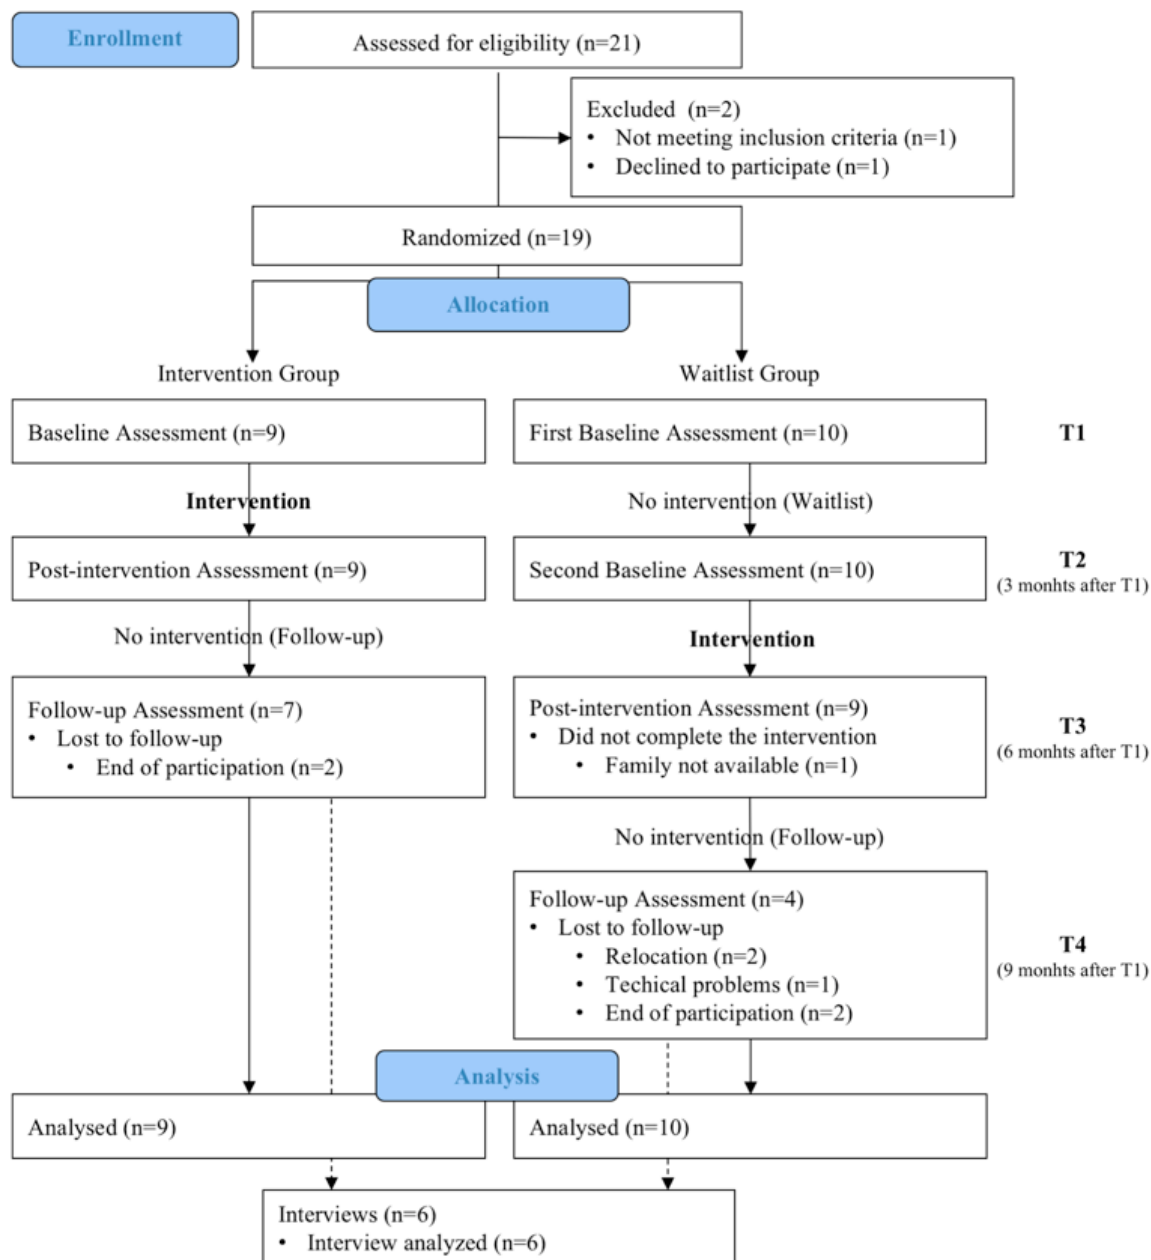 Enrollment
Assessed for eligibility (n=21)
Excluded (n=2)
• Not meeting inclusion criteria (n=1)
• Declined to participate (n=1)
Randomized (n=19)
Allocation
Intervention Group
Waitlist Group
Baseline Assessment (n=9)
First Baseline Assessment (n=10)
T1
Intervention
No intervention (Waitlist)
Post-intervention Assessment (n=9)
Second Baseline Assessment (n=10)
T2
(3 monhts after T1)
No intervention (Follow-up)
Intervention
Follow-up Assessment (n=7)
• Lost to follow-up
• End of participation (n=2)
Post-intervention Assessment (n=9)
• Did not complete the intervention
• Family not available (n=1)
T3
(6 monhts after T1)
No intervention (Follow-up)
Follow-up Assessment (n=4)
• Lost to follow-up
• Relocation (n=2)
• Techical problems (n=1)
• End of participation (n=2)
T4
(9 monhts after T1)
Analysis
Analysed (n=9)
Analysed (n=10)
Interviews (n=6)
• Interview analyzed (n=6)